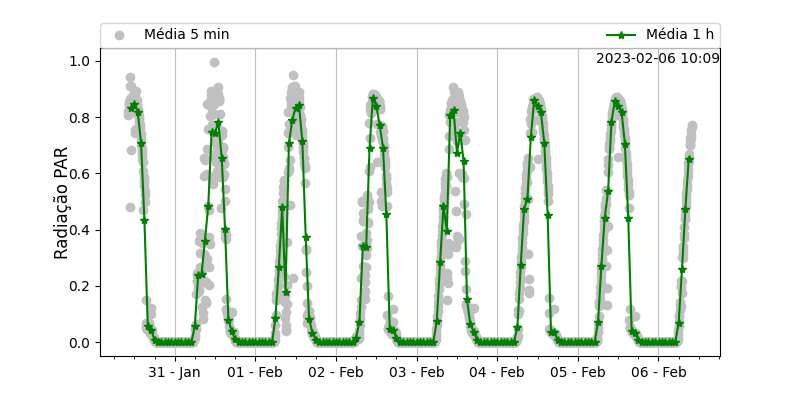 Média 5 min
Média 1 h
2023-02-06 10:09
Radiação PAR
1.0
0.8
0.6
0.4
0.2
0.0
31 - Jan
01 - Feb
02 - Feb
03 - Feb
04 - Feb
05 - Feb
06 - Feb